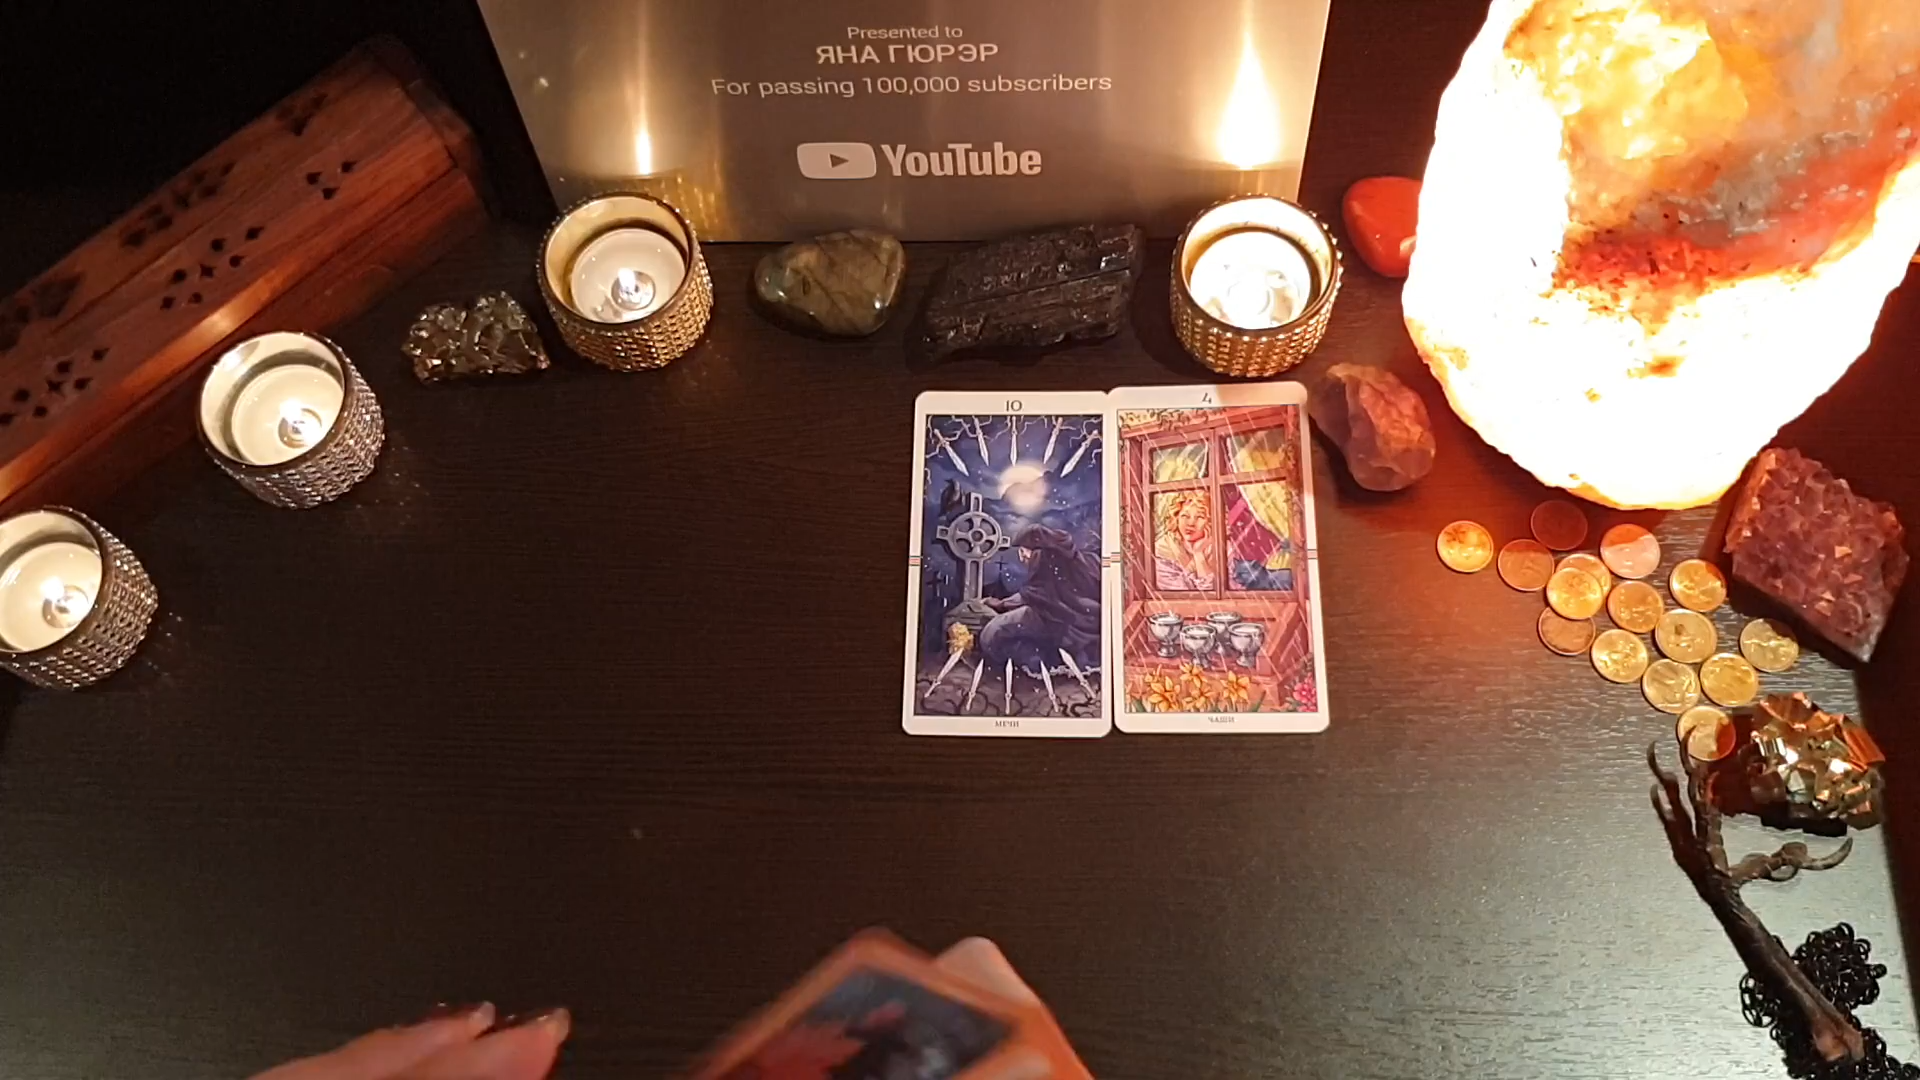 Presented to
ЯНА ГЮРЭР
For passing 100,000 subscribers
YouTube
10
4
МЕЧИ
ЧАШИ